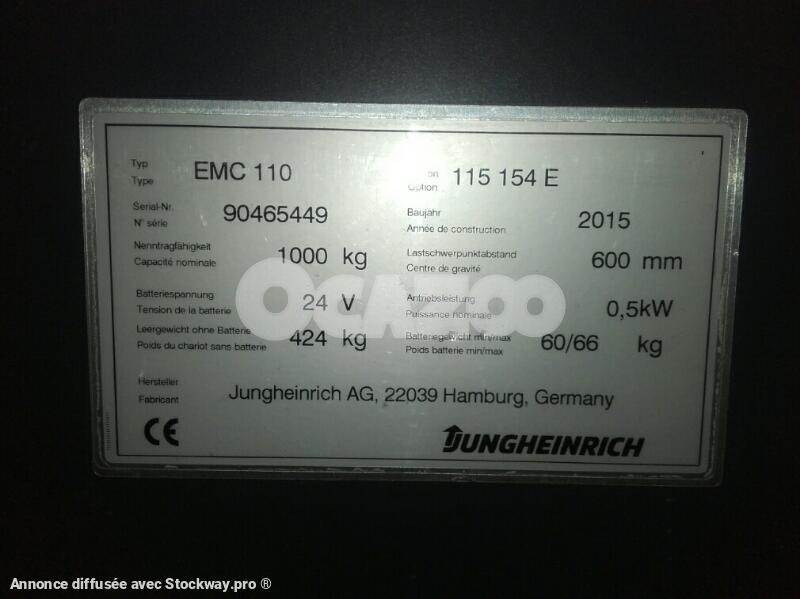 Typ
Type
EMC 110
on
Option
115 154 E
Serial-Nr.
N° série
90465449
Baujahr
Année de construction
2015
Nenntragfähigkeit
Capacité nominale
1000 kg
Lastschwerpunktabstand
Centre de gravité
600 mm
Batteriespannung
Tension de la batterie
24 V
Antriebsleistung
Puissance nominale
0,5kW
Leergewicht ohne Batterie
Poids du chariot sans batterie
424 kg
Batteriegewicht min/max
Poids batterie min/max
60/66 kg
Hersteller
Fabricant
Jungheinrich AG, 22039 Hamburg, Germany
CE
JUNGHEINRICH
OCAZOO
Annonce diffusée avec Stockway.pro ®